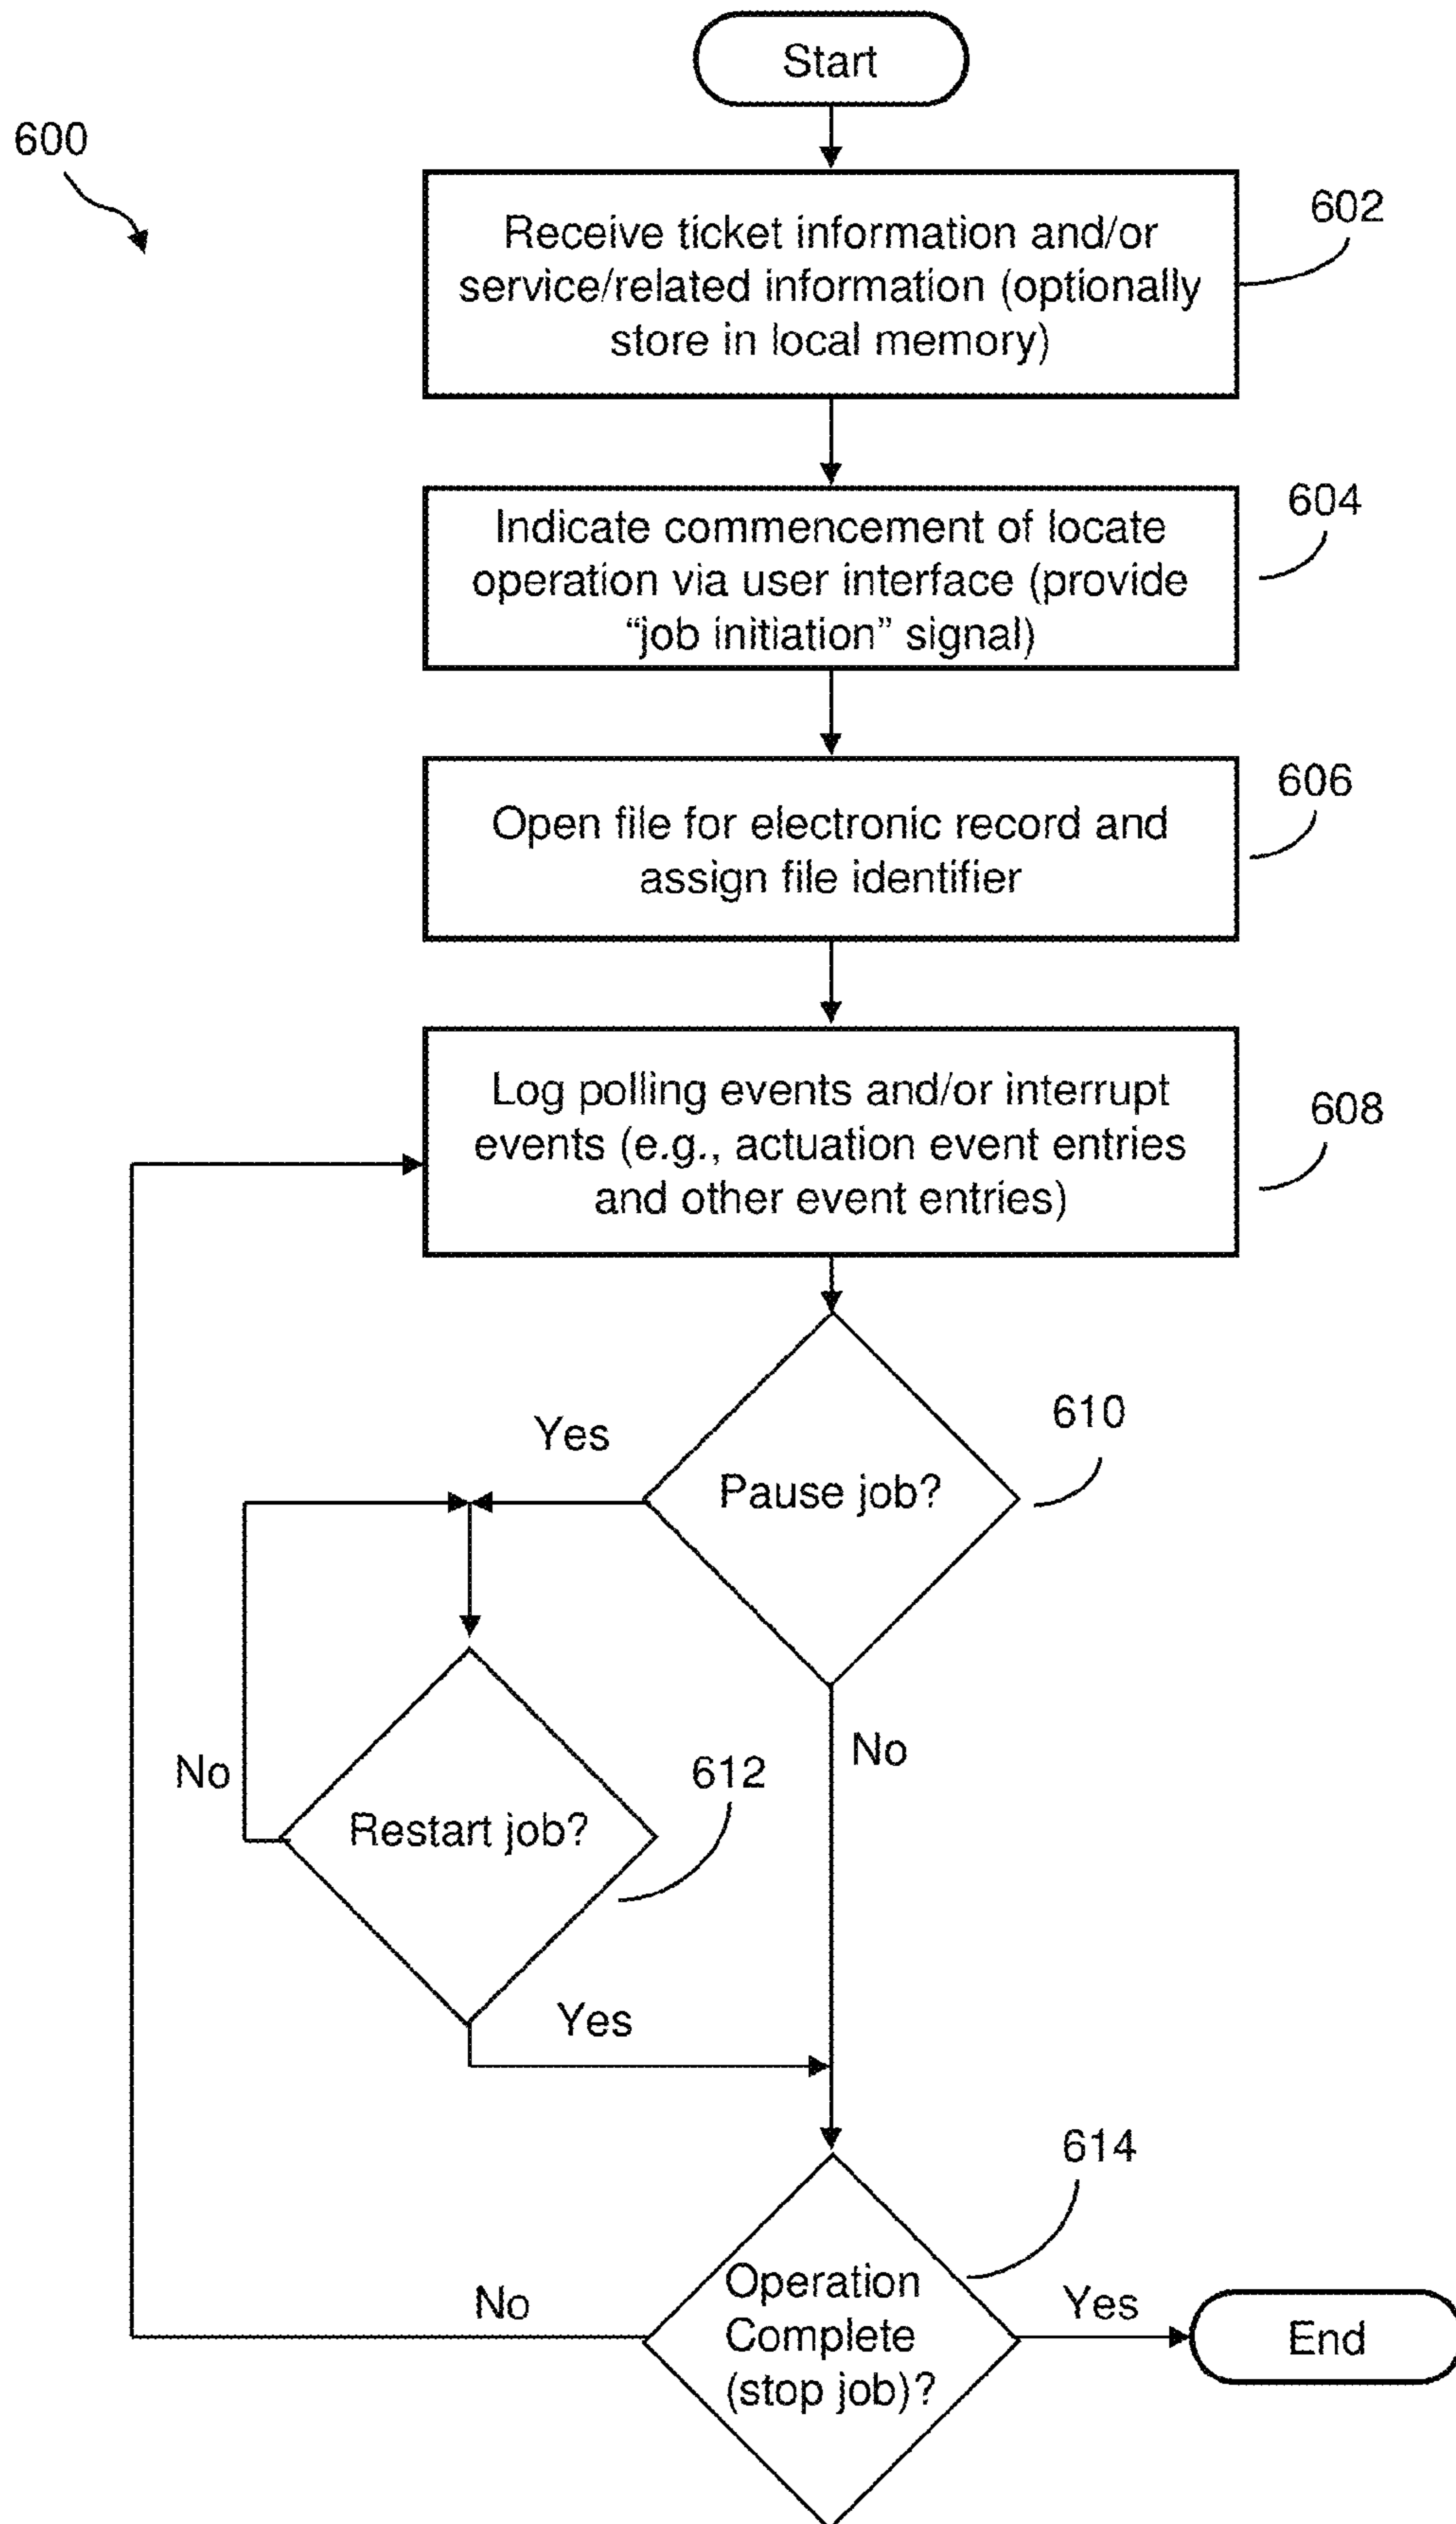 Start
600
602
Receive ticket information and/or
service/related information (optionally
store in local memory)
604
Indicate commencement of locate
operation via user interface (provide
“job initiation” signal)
606
Open file for electronic record and
assign file identifier
608
Log polling events and/or interrupt
events (e.g., actuation event entries
and other event entries)
610
Yes
Pause job?
No
612
No
Restart job?
Yes
614
Operation
Complete
(stop job)?
No
Yes
End